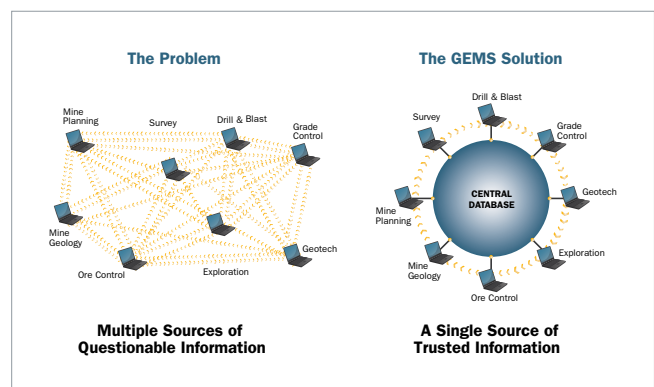 The Problem
Mine
Planning
Survey
Drill & Blast
Grade
Control
Mine
Geology
Ore Control
Exploration
Geotech
Multiple Sources of
Questionable Information
The GEMS Solution
Drill & Blast
Survey
Grade
Control
CENTRAL
DATABASE
Geotech
Mine
Planning
Exploration
Mine
Geology
Ore Control
A Single Source of
Trusted Information